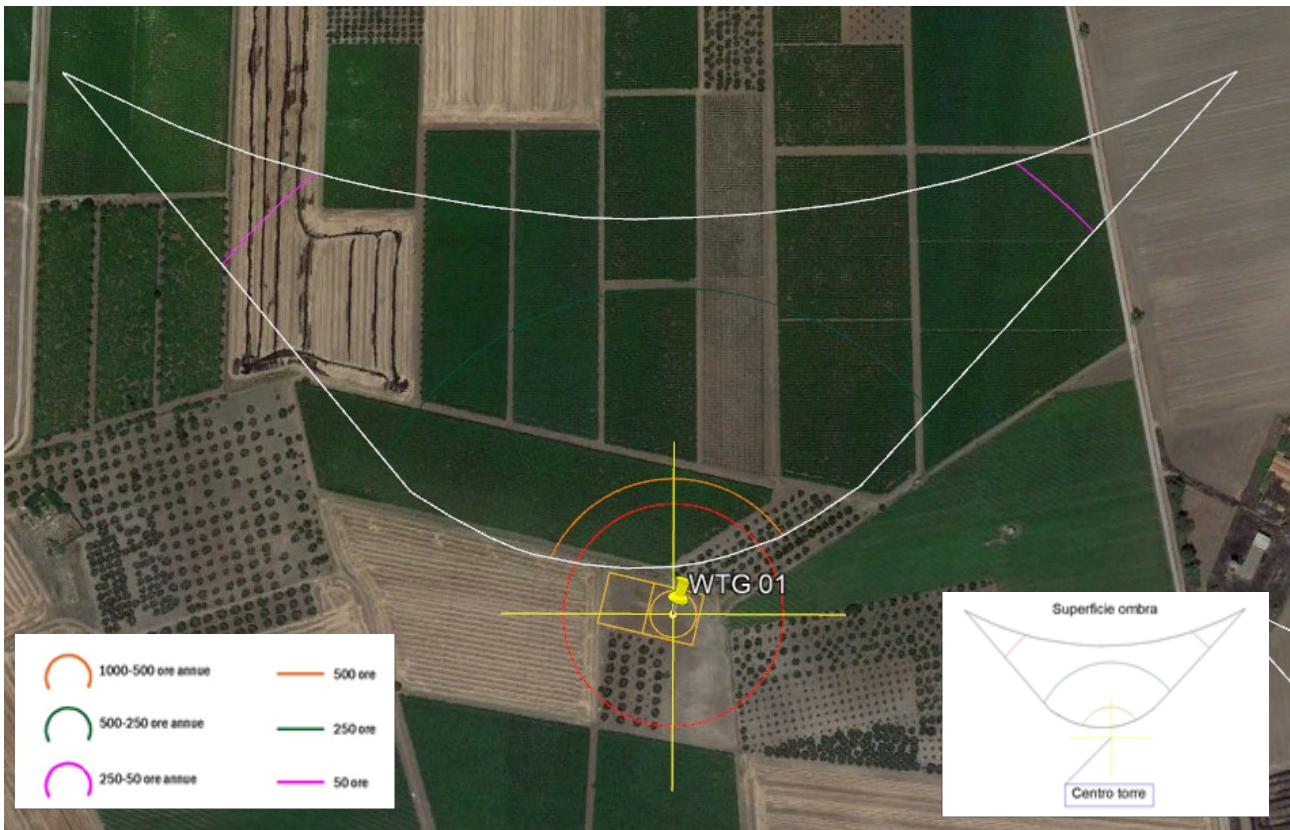 WTG 01
1000-500 ore annue
500 ore
500-250 ore annue
250 ore
250-50 ore annue
50 ore
Superficie ombra
Centro torre